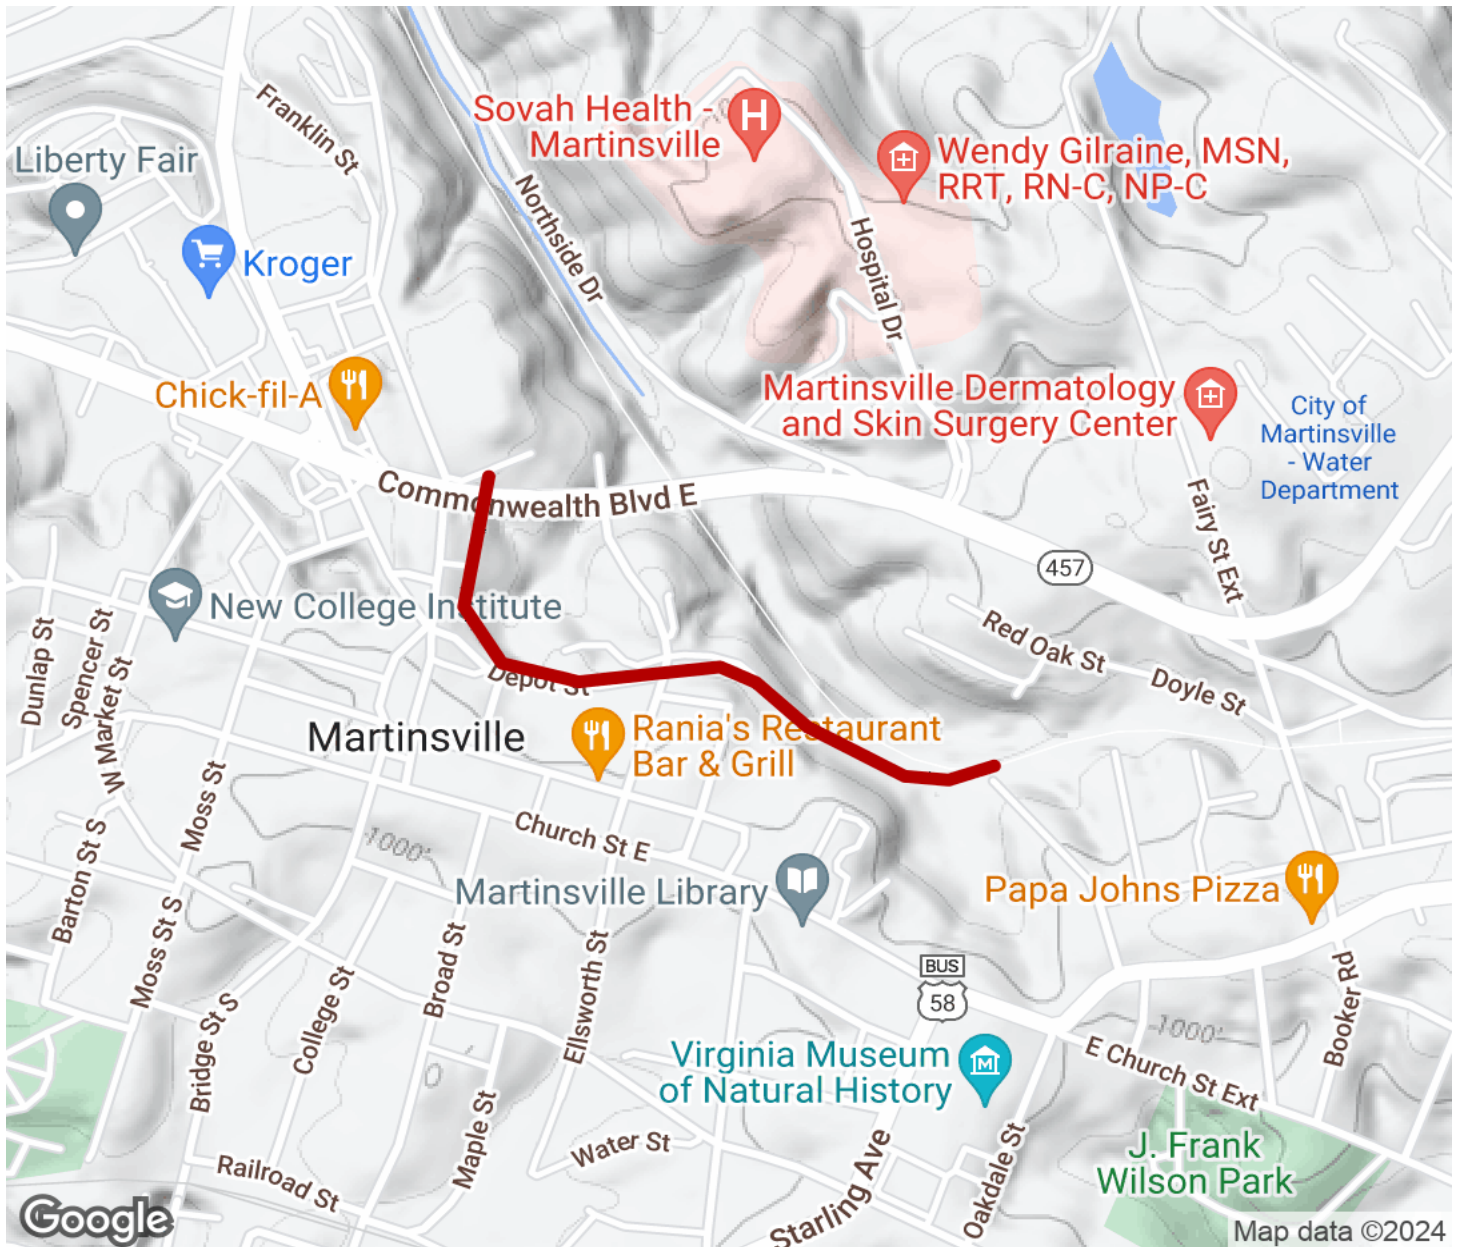 Franklin St
Liberty Fair
Kroger
Chick-fil-A
Northside Dr
Sovah Health -
Martinsville
H
Wendy Gilraine, MSN,
RRT, RN-C, NP-C
Hospital Dr
Martinsville Dermatology
and Skin Surgery Center
City of
Martinsville
- Water
Department
Commonwealth Blvd E
457
Fairy St Ext
New College Institute
Dunlap St
Spencer St
W Market St
Depot St
Red Oak St
Doyle St
Martinsville
Rania's Restaurant
Bar & Grill
Moss St
1000'
Church St E
Barton St S
Martinsville Library
Papa Johns Pizza
Moss St S
Broad St
Ellsworth St
College St
Bridge St S
BUS
58
Booker Rd
1000'
E Church St Ext
Virginia Museum
of Natural History
M
0
Maple St
Water St
Railroad St
Starling Ave
Oakdale St
J. Frank
Wilson Park
Google
Map data ©2024